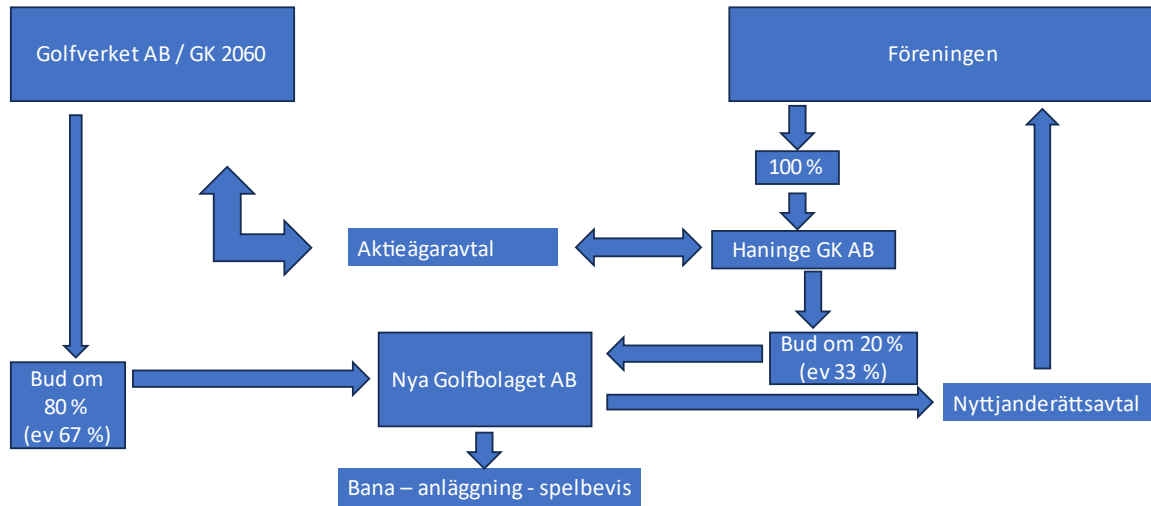 Golfverket AB / GK 2060
Föreningen
100 %
Aktieägaravtal
Haninge GK AB
Bud om
80 %
(ev 67 %)
Nya Golfbolaget AB
Bud om 20 %
(ev 33 %)
Nyttjanderättsavtal
Bana – anläggning - spelbevis